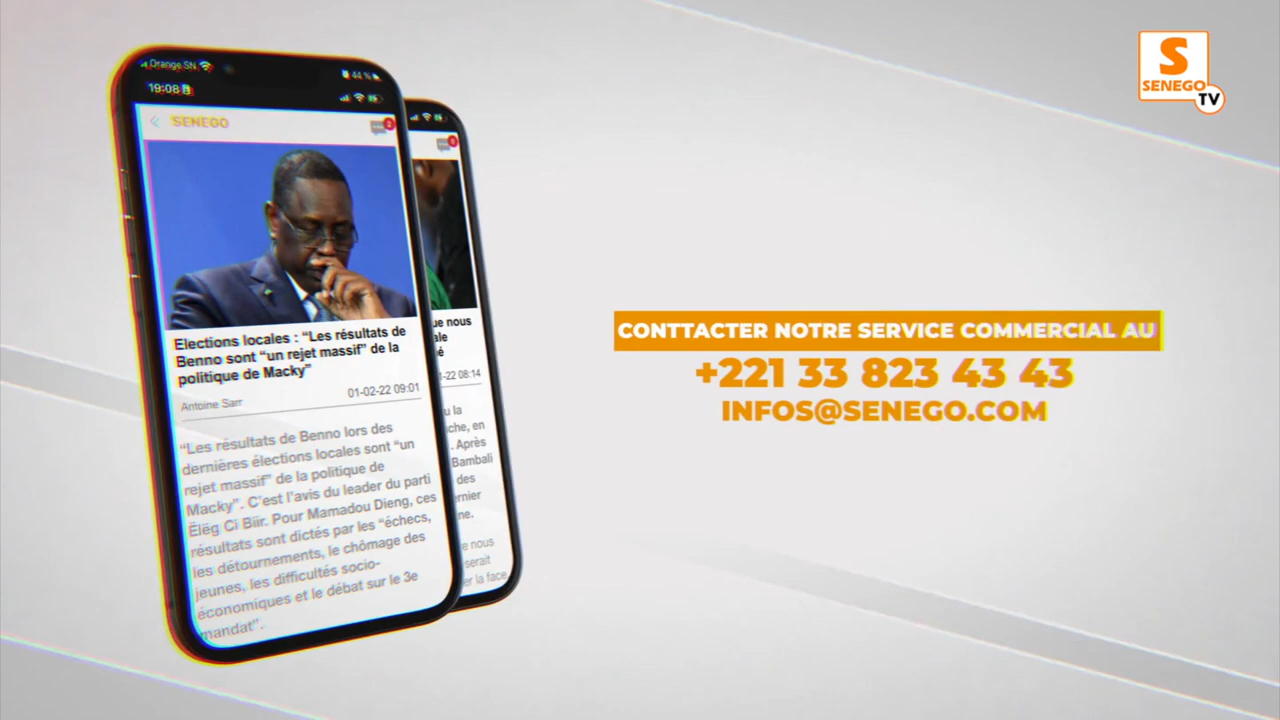 Orange SN
44 %
19:08
SENEGO
2
Elections locales : “Les résultats de
Benno sont “un rejet massif” de la
politique de Macky”
Antoine Sarr
01-02-22 09:01
“Les résultats de Benno lors des
dernières élections locales sont “un
rejet massif” de la politique de
Macky”. C’est l’avis du leader du parti
Ëlëg Ci Biir. Pour Mamadou Dieng, ces
résultats sont dictés par les “échecs,
les détournements, le chômage des
jeunes, les difficultés socio-
économiques et le débat sur le 3e
mandat”.
ue nous
ale
é
-22 08:14
u la
che, en
. Après
Bambali
des
ernier
ne.
e nous
serait
er la face
S
SENEGO
TV
CONTTACTER NOTRE SERVICE COMMERCIAL AU
+221 33 823 43 43
INFOS@SENEGO.COM